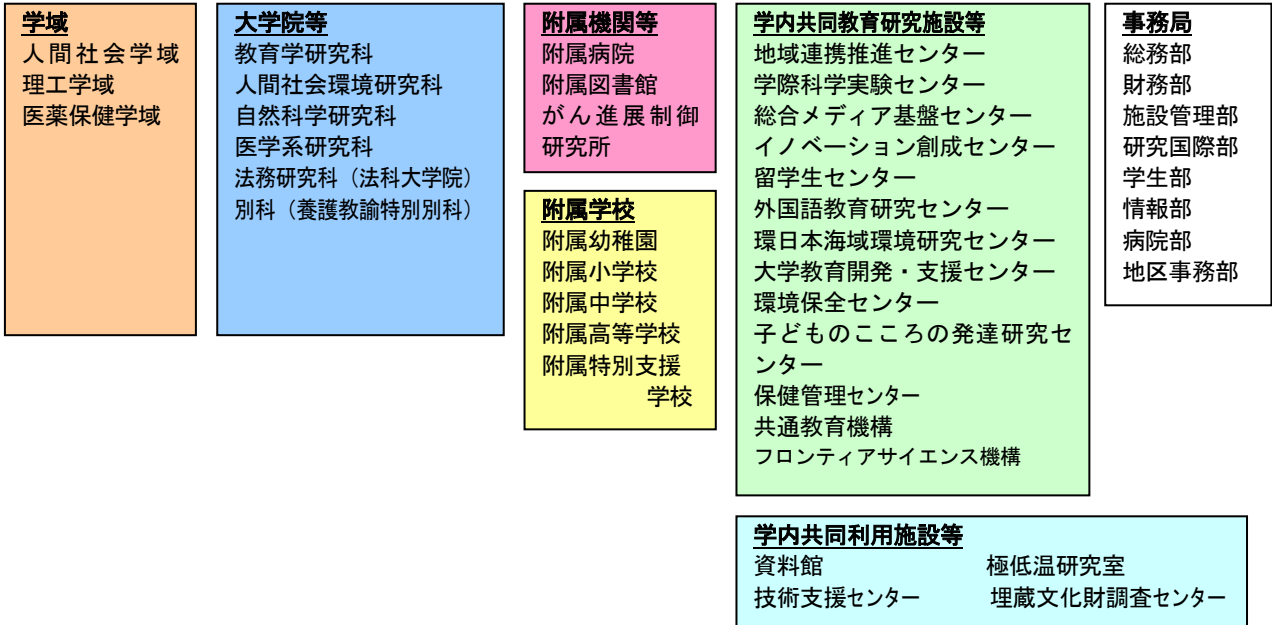 学域
人間社会学域
理工学域
医薬保健学域
大学院等
教育学研究科
人間社会環境研究科
自然科学研究科
医学系研究科
法務研究科（法科大学院）
別科（養護教諭特別別科）
附属機関等
附属病院
附属図書館
がん進展制御
研究所
附属学校
附属幼稚園
附属小学校
附属中学校
附属高等学校
附属特別支援
学校
学内共同教育研究施設等
地域連携推進センター
学際科学実験センター
総合メディア基盤センター
イノベーション創成センター
留学生センター
外国語教育研究センター
環日本海域環境研究センター
大学教育開発・支援センター
環境保全センター
子どものこころの発達研究セ
ンター
保健管理センター
共通教育機構
フロンティアサイエンス機構
事務局
総務部
財務部
施設管理部
研究国際部
学生部
情報部
病院部
地区事務部
学内共同利用施設等
資料館 極低温研究室
技術支援センター 埋蔵文化財調査センター